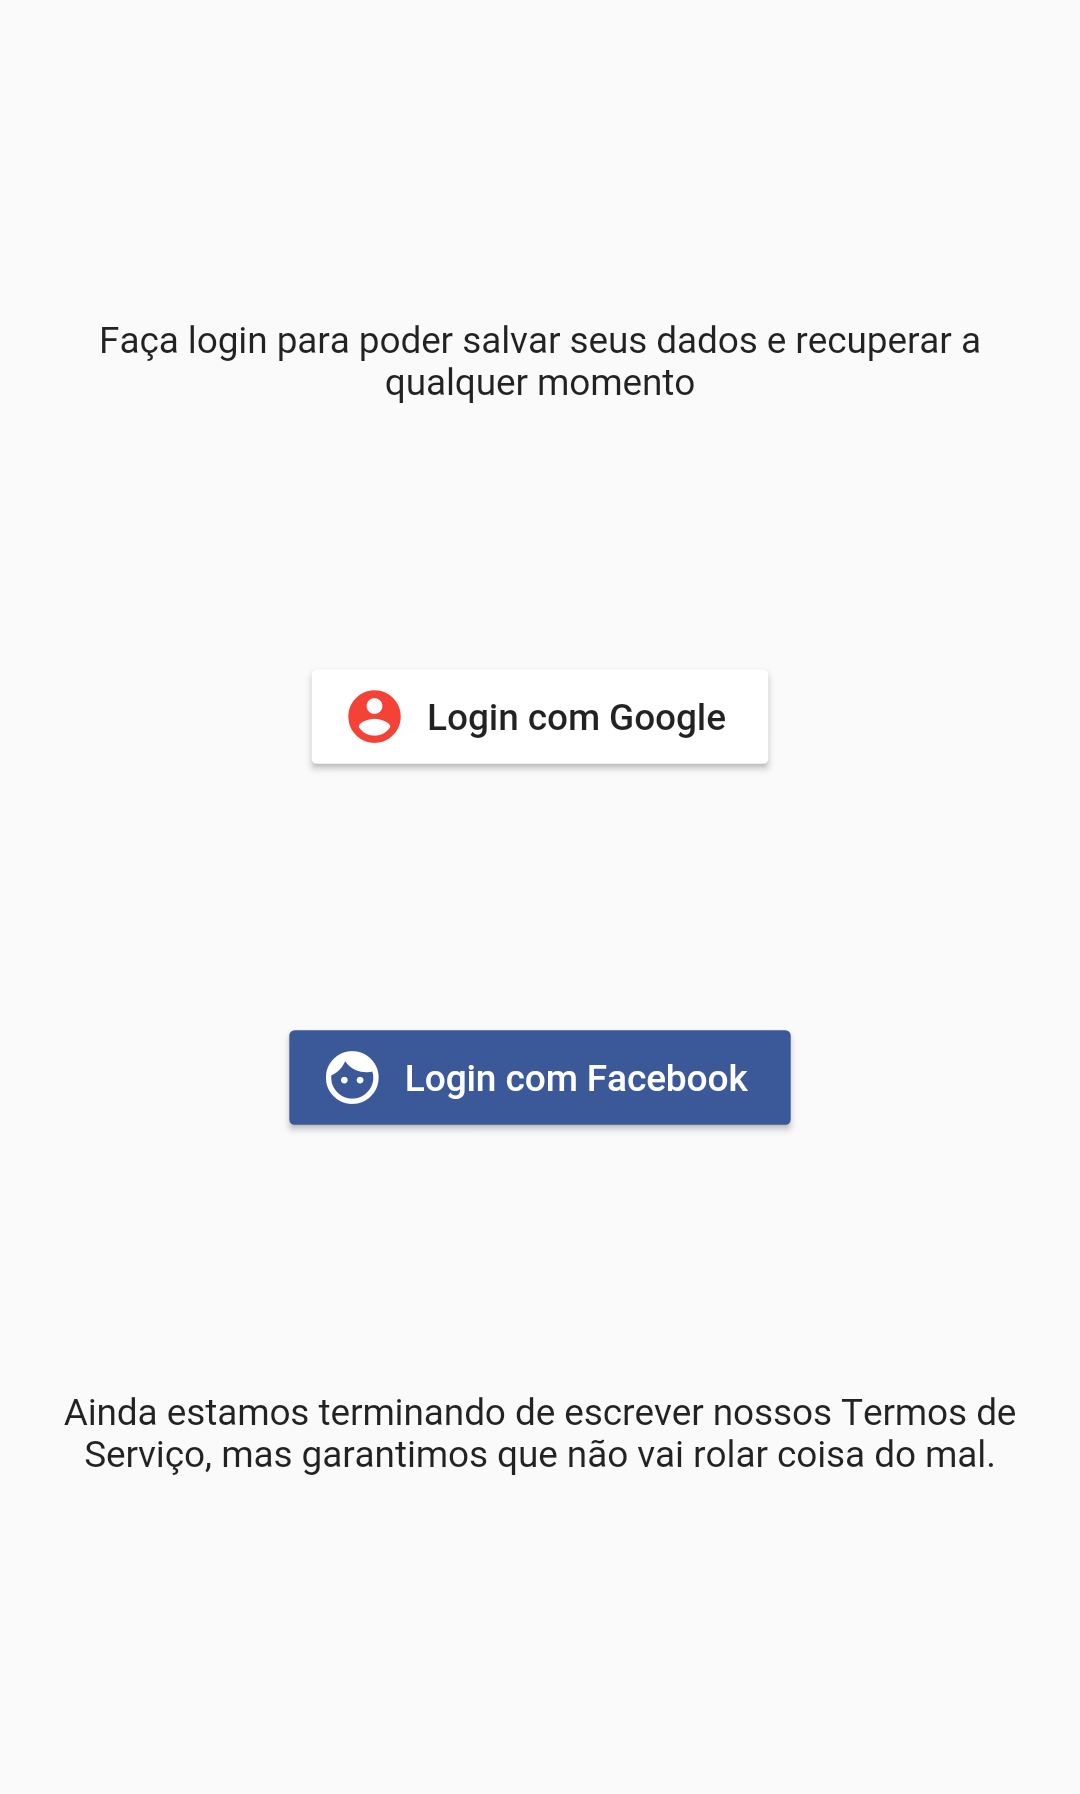 Faça login para poder salvar seus dados e recuperar a
qualquer momento
Login com Google
Login com Facebook
Ainda estamos terminando de escrever nossos Termos de
Serviço, mas garantimos que não vai rolar coisa do mal.